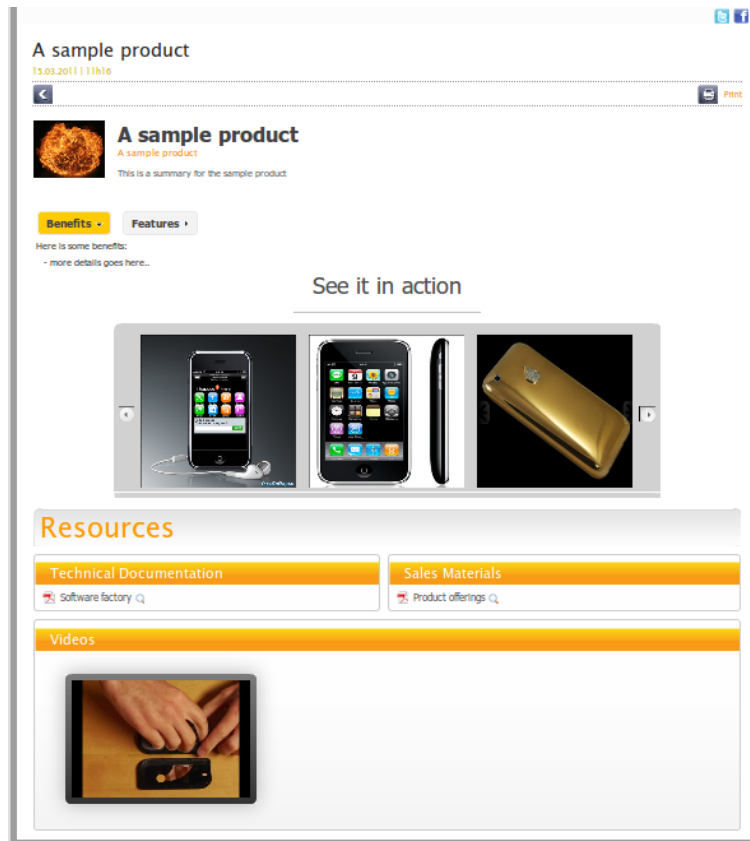 A sample product
15.03.2011 | 11h16
Print
A sample product
A sample product
This is a summary for the sample product
Benefits
Features
Here is some benefits:
- more details goes here..
See it in action
Resources
Technical Documentation
Sales Materials
Software factory
Product offerings
Videos